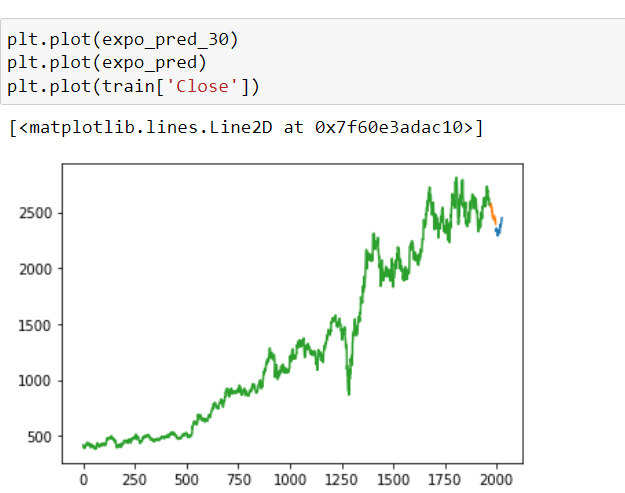 plt.plot(expo_pred_30)
plt.plot(expo_pred)
plt.plot(train['Close'])
[<matplotlib.lines.Line2D at 0x7f60e3adac10>]
2500
2000
1500
1000
500
0 250 500 750 1000 1250 1500 1750 2000